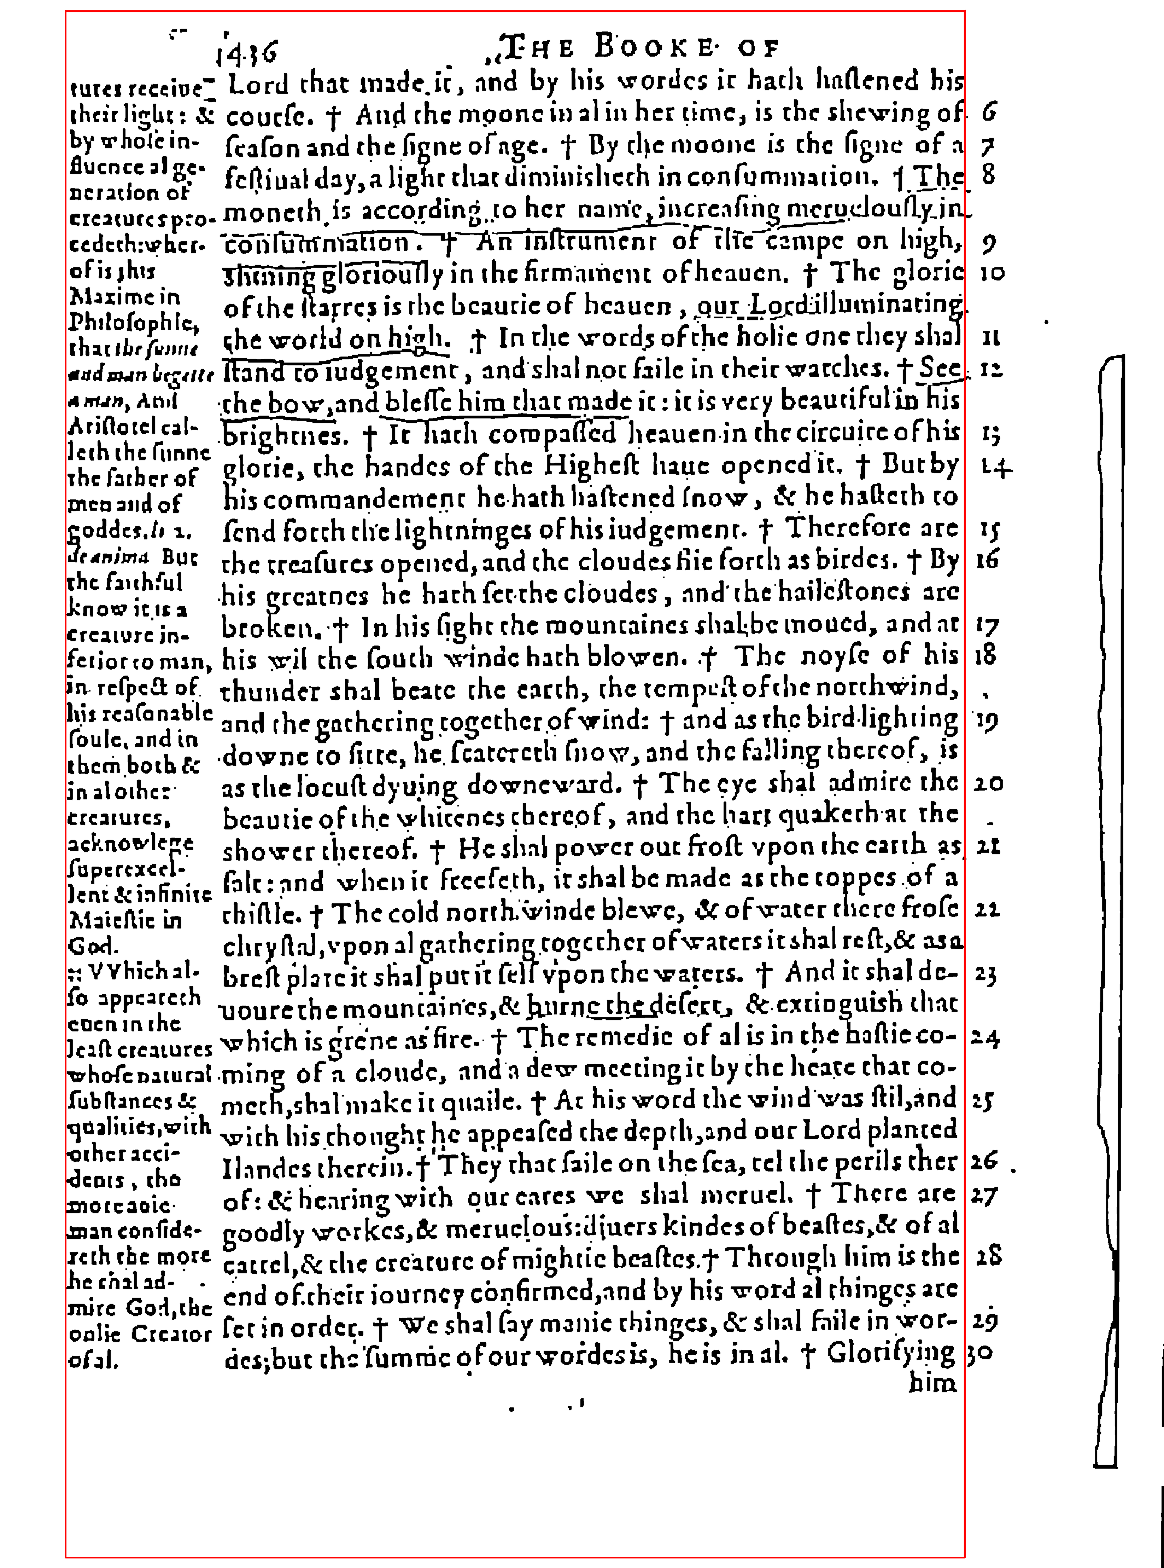 1436
THE BOOKE OF
tures receiue
their light: &
by whose in-
fluence al ge-
neration of
creatures pro-
cedeth: wher-
of is this
Maxime in
Philosophie,
that the sunne
and man begette
a man, And
Aristotel cal-
leth the sunne
the father of
men and of
goddes. li 2.
de anima But
the faithful
know it is a
creature in-
ferior to man,
in respect of
his reasonable
soule, and in
them both &
in al other
creatures,
acknowlege
superexcel-
lent & infinite
Maiestie in
God.
:: VVhich al-
so appeareth
euen in the
least creatures
whose natural
substances &
qualities, with
other acci-
dents, the
more a
man conside-
reth the more
he shal ad-
mire God, the
onlie Creator
of al.
Lord that made it, and by his wordes it hath hastened his
course. † And the moone in al in her time, is the shewing of 6
season and the signe of age. † By the moone is the signe of a 7
festiual day, a light that diminisheth in consummation. † The 8
moneth is according to her name, increasing meruelously in
consummation. † An instrument of the campe on high, 9
shining gloriously in the firmament of heauen. † The glorie 10
of the starres is the beautie of heauen, our Lord illuminating
the world on high. † In the words of the holie one they shal 11
stand to iudgement, and shal not faile in their watches. † See 12
the bow, and blesse him that made it: it is very beautiful in his
brightnes. † It hath compassed heauen in the circuite of his 13
glorie, the handes of the Highest haue opened it. † But by 14
his commandement he hath hastened snow, & he hasteth to
send forth the lightninges of his iudgement. † Therefore are 15
the treasures opened, and the cloudes flie forth as birdes. † By 16
his greatnes he hath set the cloudes, and the hailestones are
broken. † In his sight the mountaines shal be moued, and at 17
his wil the south winde hath blowen. † The noyse of his 18
thunder shal beate the earth, the tempest of the northwind,
and the gathering together of wind: † and as the bird lighting 19
downe to sitte, he scatereth snow, and the falling thereof, is
as the locust dyuing downeward. † The eye shal admire the 20
beautie of the whitenes thereof, and the hart quaketh at the
shower thereof. † He shal power out frost vpon the earth as 21
salt: and when it freeseth, it shal be made as the toppes of a
thistle. † The cold north winde blewe, & of water there frose 22
chrystal, vpon al gathering together of waters it shal rest, & as a
brest plate it shal put it self vpon the waters. † And it shal de- 23
uoure the mountaines, & burne the desert, & extinguish that
which is grene as fire. † The remedie of al is in the hastie co- 24
ming of a cloude, and a dew meeting it by the heate that co-
meth, shal make it quaile. † At his word the wind was stil, and 25
with his thought he appeased the depth, and our Lord planted
Ilandes therein. † They that saile on the sea, tel the perils ther 26
of: & hearing with our eares we shal meruel. † There are 27
goodly workes, & meruelous: diuers kindes of beastes, & of al
cattel, & the creature of mightie beastes. † Through him is the 28
end of their iourney confirmed, and by his word al thinges are
set in order. † We shal say manie thinges, & shal faile in wor- 29
des; but the summe of our wordes is, he is in al. † Glorifying 30
him